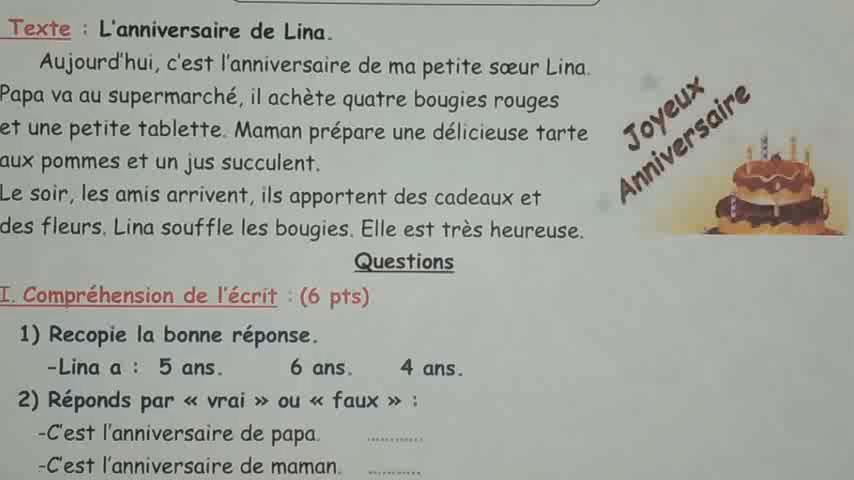 Texte : L'anniversaire de Lina.
Aujourd'hui, c'est l'anniversaire de ma petite sœur Lina.
Papa va au supermarché, il achète quatre bougies rouges
et une petite tablette. Maman prépare une délicieuse tarte
aux pommes et un jus succulent.
Le soir, les amis arrivent, ils apportent des cadeaux et
des fleurs. Lina souffle les bougies. Elle est très heureuse.
Joyeux
Anniversaire
Questions
I. Compréhension de l'écrit : (6 pts)
1) Recopie la bonne réponse.
-Lina a : 5 ans. 6 ans. 4 ans.
2) Réponds par « vrai » ou « faux » :
-C'est l'anniversaire de papa. ............
-C'est l'anniversaire de maman. ............